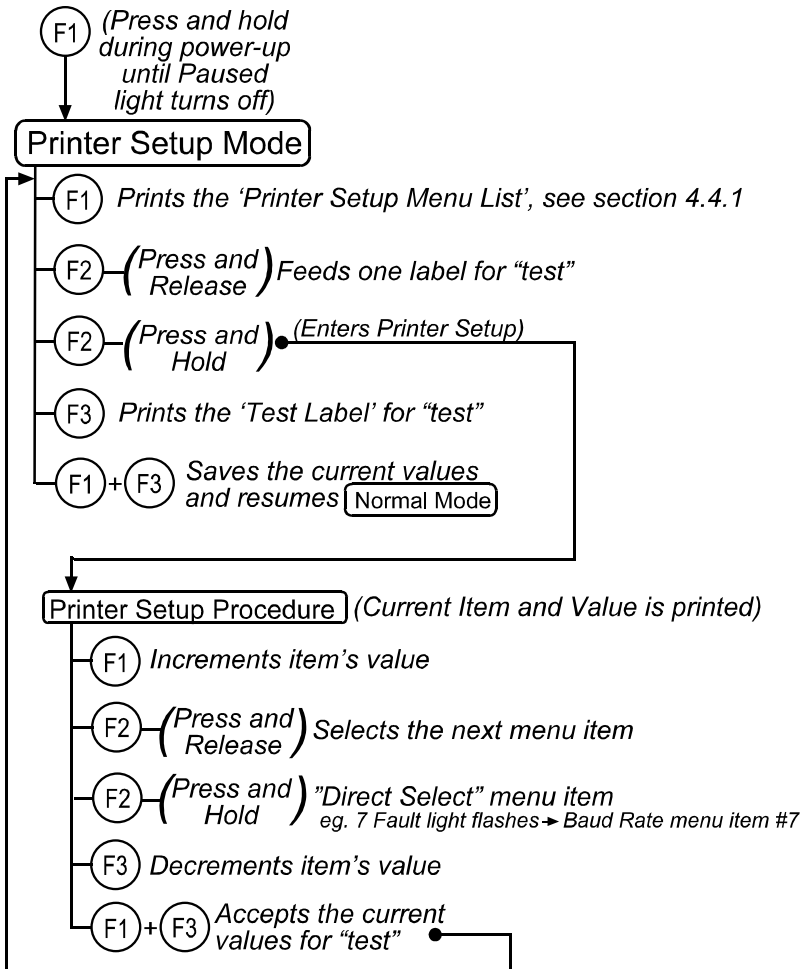 F1 (Press and hold
during power-up
until Paused
light turns off)
Printer Setup Mode
F1 Prints the ‘Printer Setup Menu List’, see section 4.4.1
F2 (Press and
Release) Feeds one label for “test”
F2 (Press and
Hold) (Enters Printer Setup)
F3 Prints the ‘Test Label’ for “test”
F1 + F3 Saves the current values
and resumes Normal Mode
Printer Setup Procedure (Current Item and Value is printed)
F1 Increments item’s value
F2 (Press and
Release) Selects the next menu item
F2 (Press and
Hold) ”Direct Select” menu item
eg. 7 Fault light flashes → Baud Rate menu item #7
F3 Decrements item’s value
F1 + F3 Accepts the current
values for “test”